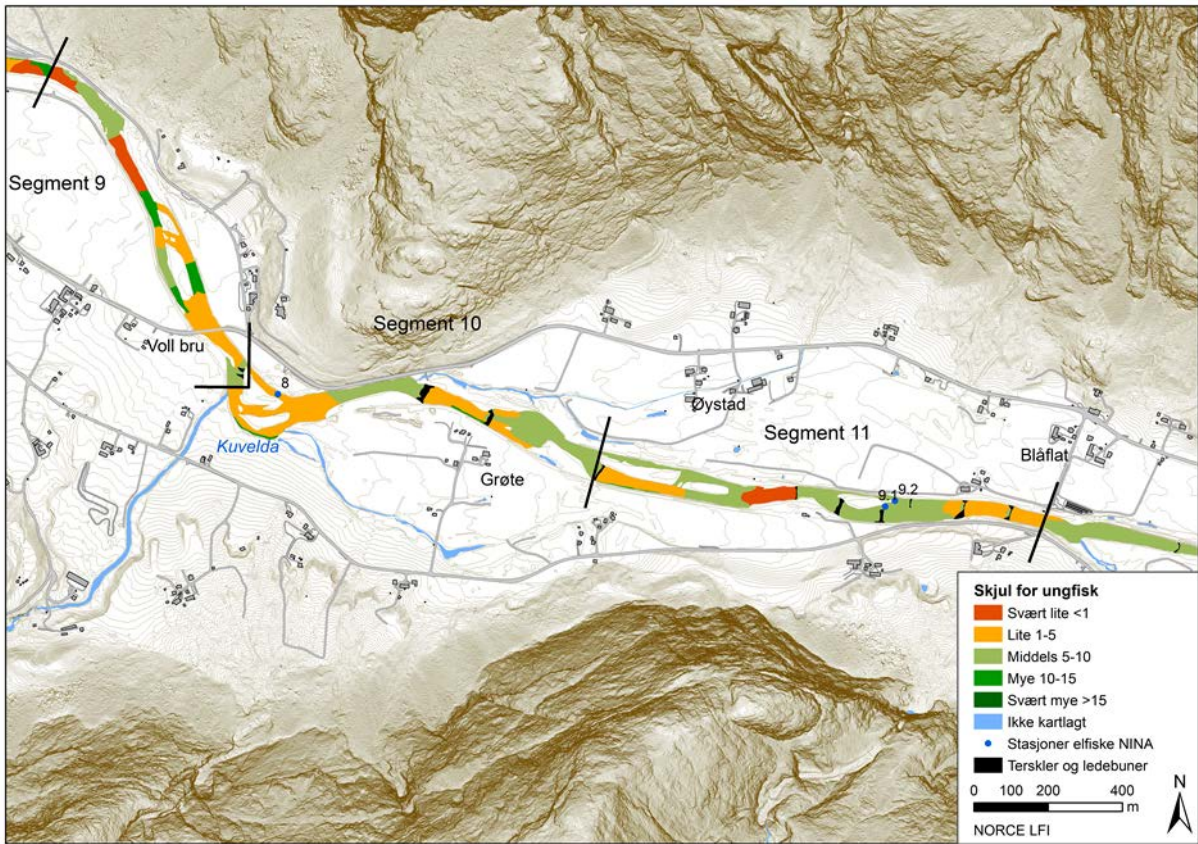 Segment 9
Segment 10
Voll bru
8
Øystad
Segment 11
Kuvelda
Blåflat
Grøte
9.1
9.2
Skjul for ungfisk
Svært lite <1
Lite 1-5
Middels 5-10
Mye 10-15
Svært mye >15
Ikke kartlagt
Stasjoner elfiske NINA
Terskler og ledebuner
0 100 200 400
m
N
NORCE LFI